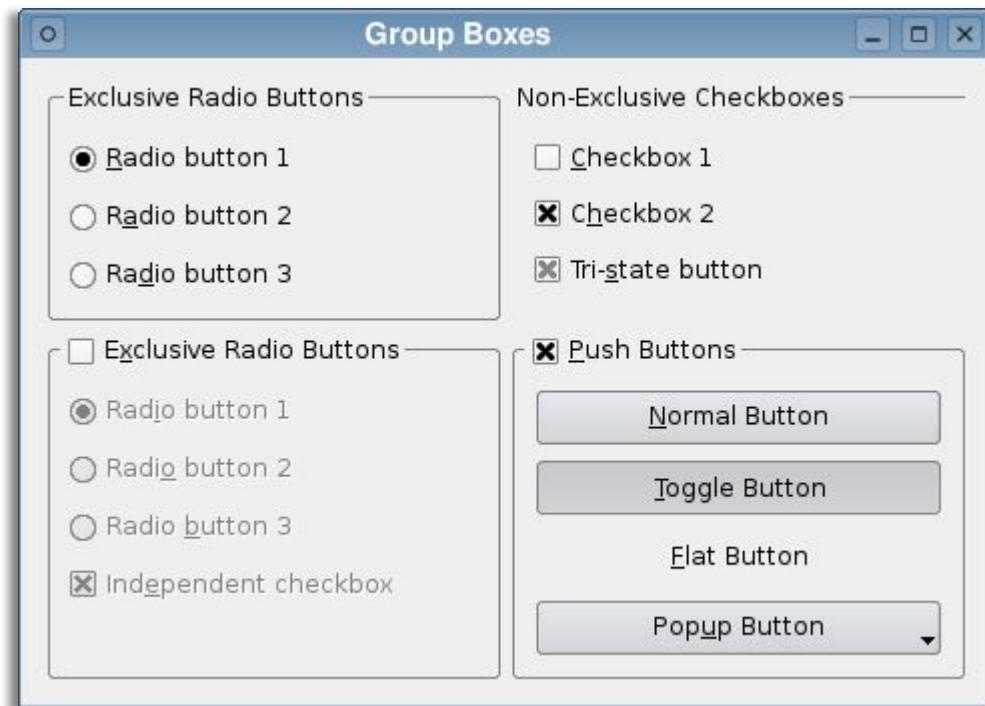 Group Boxes
Exclusive Radio Buttons
Radio button 1
Radio button 2
Radio button 3
Non-Exclusive Checkboxes
Checkbox 1
Checkbox 2
Tri-state button
Exclusive Radio Buttons
Radio button 1
Radio button 2
Radio button 3
Independent checkbox
Push Buttons
Normal Button
Toggle Button
Flat Button
Popup Button